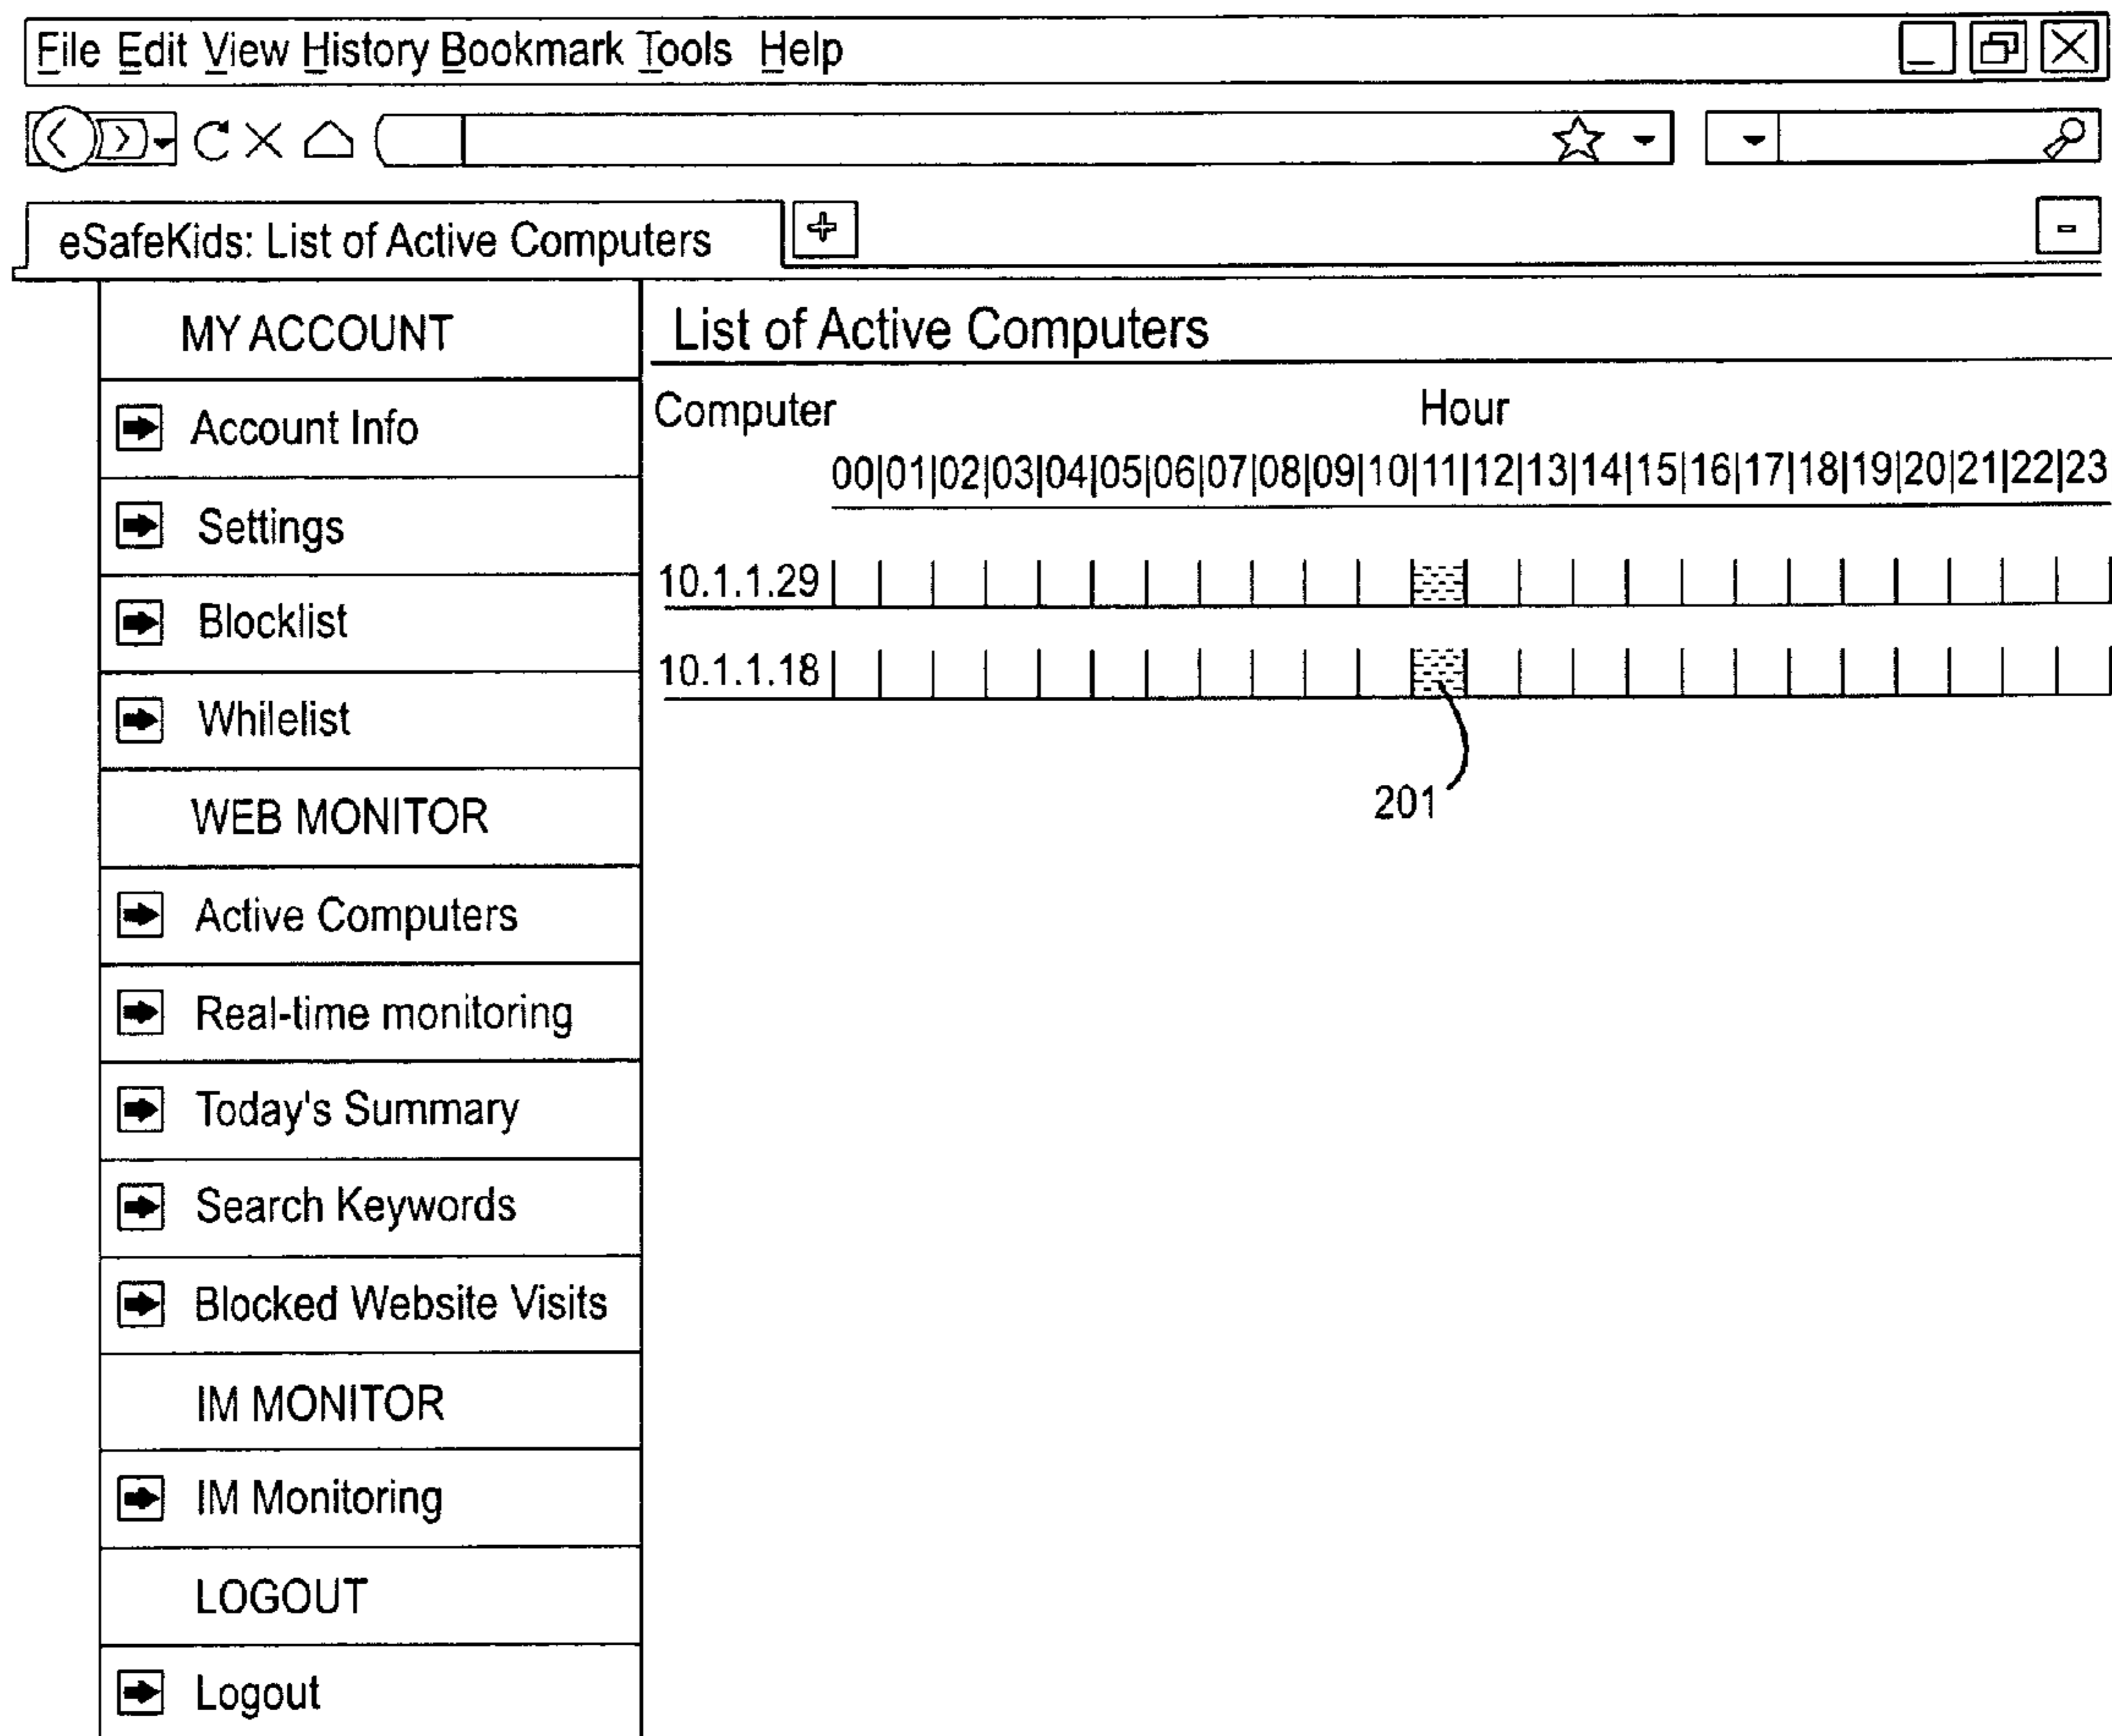 File Edit View History Bookmark Tools Help
eSafeKids: List of Active Computers
MY ACCOUNT
Account Info
Settings
Blocklist
Whilelist
WEB MONITOR
Active Computers
Real-time monitoring
Today's Summary
Search Keywords
Blocked Website Visits
IM MONITOR
IM Monitoring
LOGOUT
Logout
List of Active Computers
Computer Hour
00|01|02|03|04|05|06|07|08|09|10|11|12|13|14|15|16|17|18|19|20|21|22|23
10.1.1.29
10.1.1.18
201